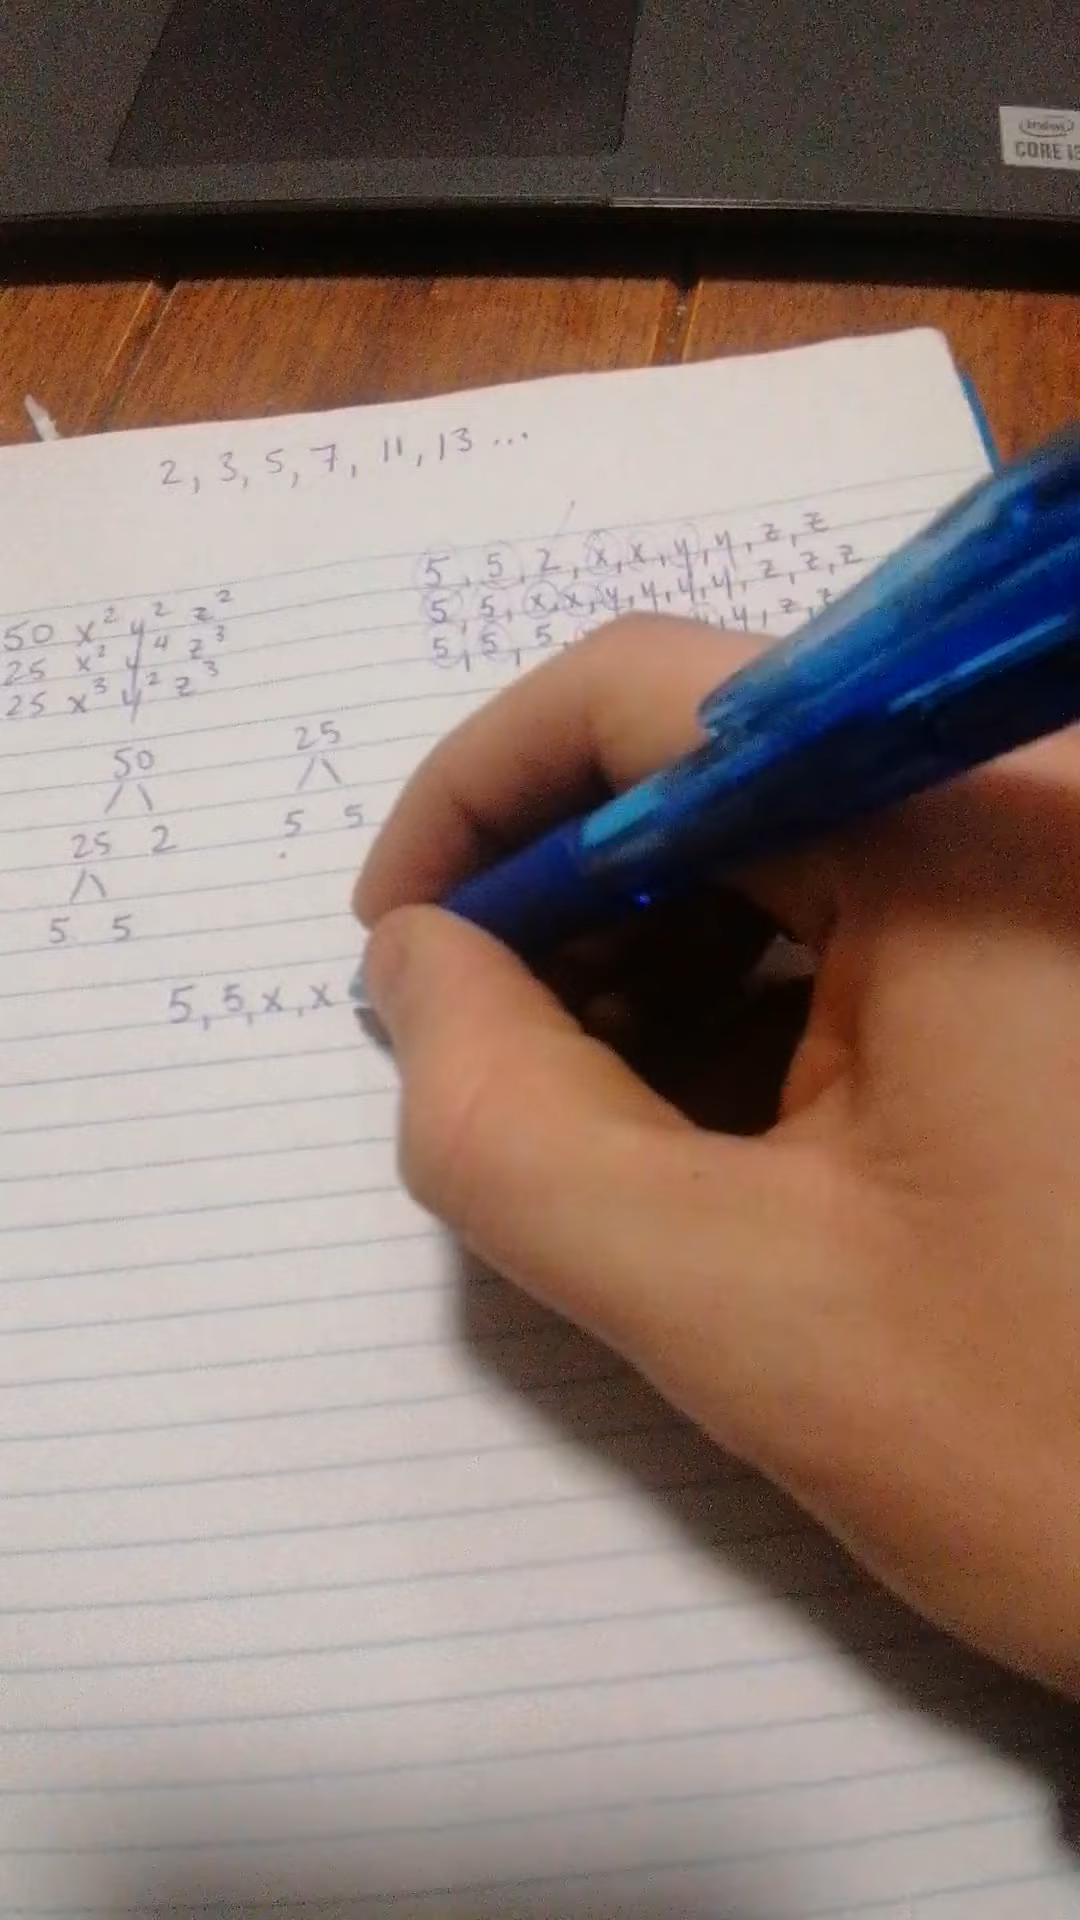 intel
CORE i3
2, 3, 5, 7, 11, 13 ...
5, 5, 2, x, x, y, y, z, z
5, 5, x, x, y, y, y, y, z, z, z
5, 5, 5, y, y, z, z
50 x² y² z²
25 x² y⁴ z³
25 x³ y² z³
50 25
25 2 5 5
5 5
5, 5, x, x